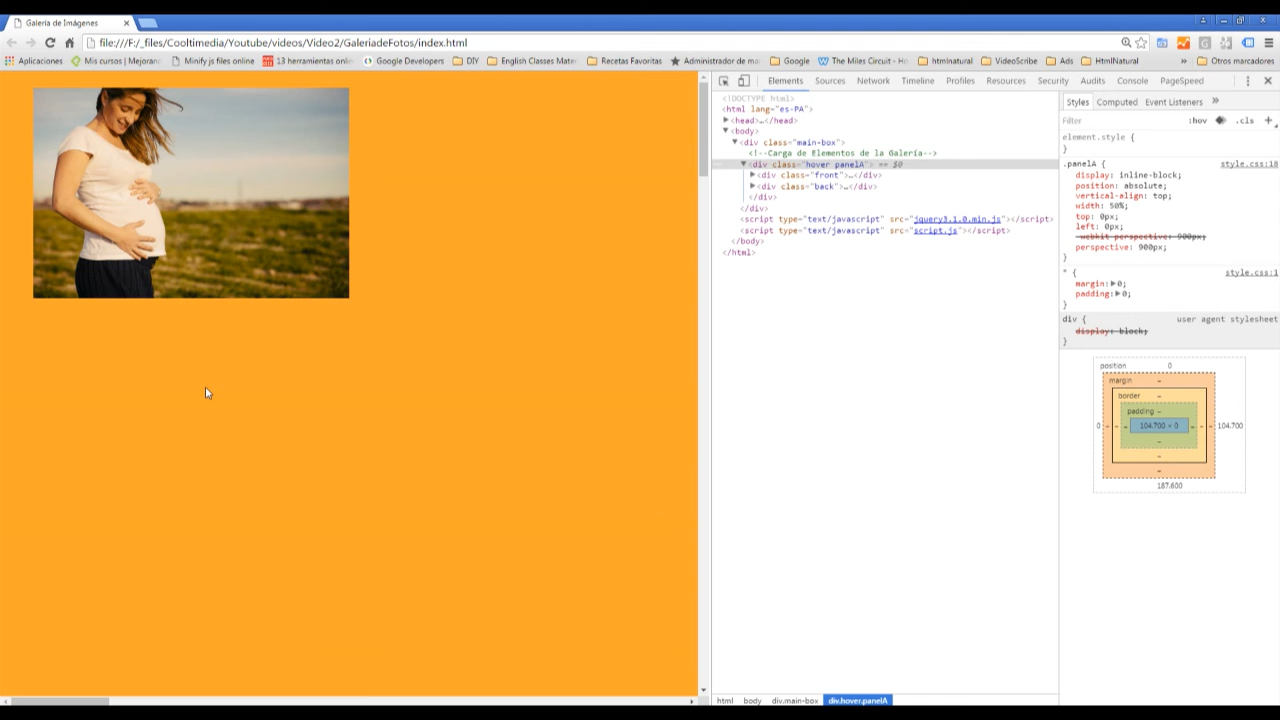 Galería de Imágenes
file:///F:/_files/Cooltimedia/Youtube/videos/Video2/GaleriadeFotos/index.html
Aplicaciones Mis cursos | Mejoran Minify js files online 13 herramientas onli Google Developers DIY English Classes Mate Recetas Favoritas Administrador de ma Google The Miles Circuit - Ho htmlnatural VideoScribe Ads HtmlNatural » Otros marcadores
Elements Sources Network Timeline Profiles Resources Security Audits Console PageSpeed
<!DOCTYPE html>
<html lang="es-PA">
<head>…</head>
<body>
<div class="main-box">
<!--Carga de Elementos de la Galería-->
<div class="hover panelA"> == $0
<div class="front">…</div>
<div class="back">…</div>
</div>
</div>
<script type="text/javascript" src="jquery3.1.0.min.js"></script>
<script type="text/javascript" src="script.js"></script>
</body>
</html>
html body div.main-box div.hover.panelA
Styles Computed Event Listeners »
Filter :hov .cls +
element.style {
}
.panelA { style.css:18
display: inline-block;
position: absolute;
vertical-align: top;
width: 50%;
top: 0px;
left: 0px;
-webkit-perspective: 900px;
perspective: 900px;
}
* { style.css:1
margin: 0;
padding: 0;
}
div { user agent stylesheet
display: block;
}
position 0
margin -
border -
padding -
0 - - - 104.700 × 0 - - - 104.700
-
-
-
187.600